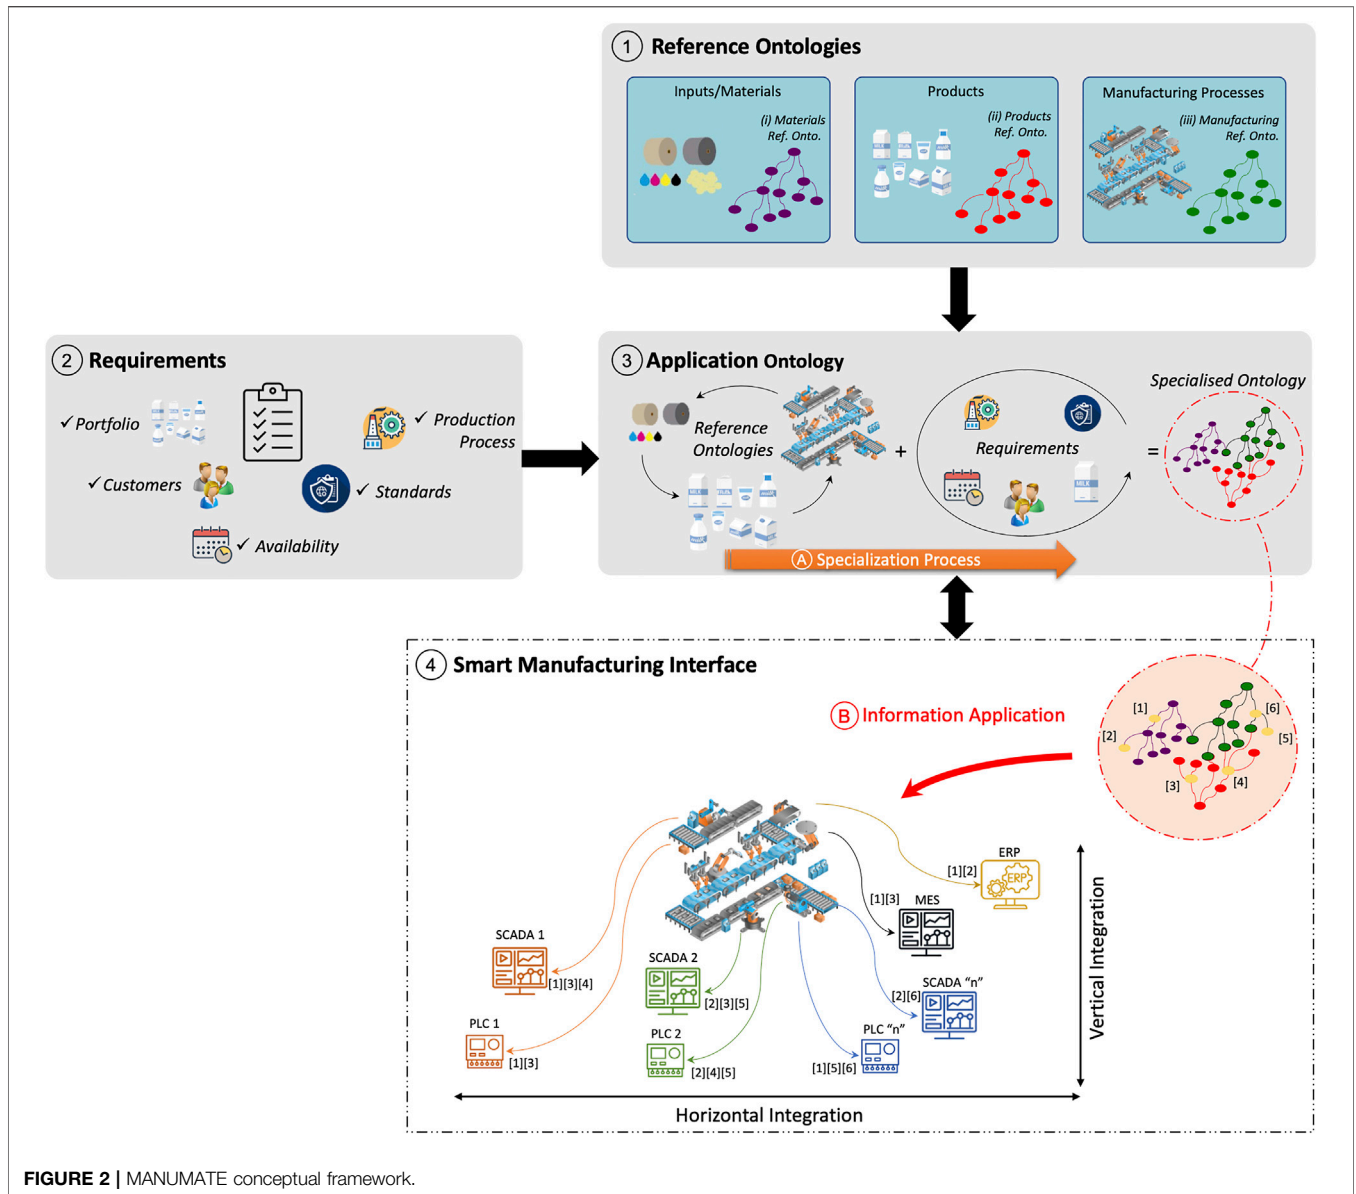 1 Reference Ontologies
Inputs/Materials
(i) Materials
Ref. Onto.
Products
(ii) Products
Ref. Onto.
Manufacturing Processes
(iii) Manufacturing
Ref. Onto.
2 Requirements
✓ Portfolio
✓ Production
Process
✓ Customers
✓ Standards
✓ Availability
3 Application Ontology
Reference
Ontologies
+
Requirements
=
Specialised Ontology
MILK
A Specialization Process
4 Smart Manufacturing Interface
B Information Application
[1]
[2]
[3]
[4]
[5]
[6]
ERP
ERP
[1][2]
MES
[1][3]
SCADA 1
[1][3][4]
SCADA 2
[2][3][5]
SCADA “n”
[2][6]
PLC 1
[1][3]
PLC 2
[2][4][5]
PLC “n”
[1][5][6]
Vertical Integration
Horizontal Integration
FIGURE 2 | MANUMATE conceptual framework.